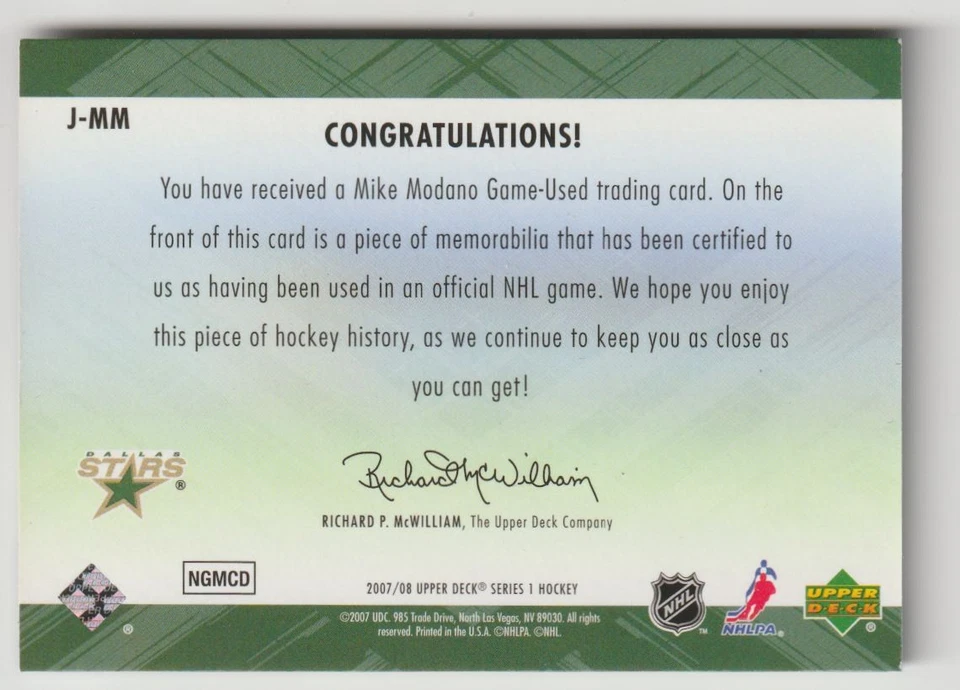 J-MM
CONGRATULATIONS!
You have received a Mike Modano Game-Used trading card. On the
front of this card is a piece of memorabilia that has been certified to
us as having been used in an official NHL game. We hope you enjoy
this piece of hockey history, as we continue to keep you as close as
you can get!
DALLAS
STARS®
Richard McWilliam
RICHARD P. McWILLIAM, The Upper Deck Company
NGMCD
2007/08 UPPER DECK® SERIES 1 HOCKEY
®
NHL™
NHLPA®
UPPER
DECK®
©2007 UDC. 985 Trade Drive, North Las Vegas, NV 89030. All rights
reserved. Printed in the U.S.A. ©NHLPA. ©NHL.